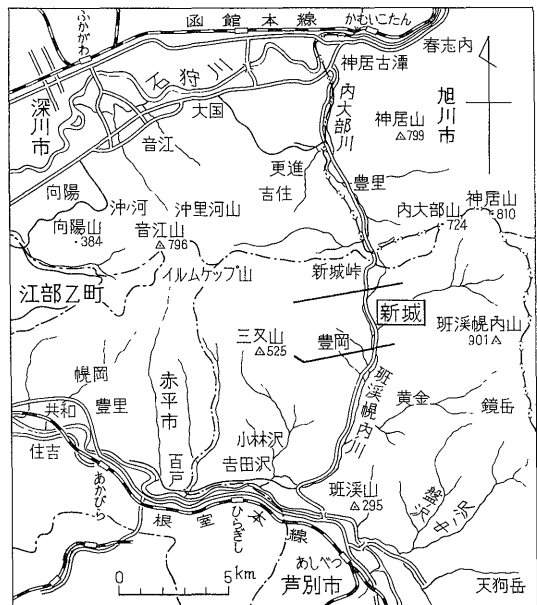 函館本線
ふかがわ
かむいこたん
春志内
神居古潭
石狩川
大国
内大部川
旭川市
神居山
△799
深川市
音江
更進
吉住
豊里
向陽
沖ノ河
沖里河山
向陽山
・384
音江山
△796
内大部山
・724
神居山
・810
イルムケップ山
新城峠
江部乙町
新城
三又山
△525
豊岡
班渓幌内山
901△
幌岡
豊里
共和
住吉
赤平市
百戸
班渓幌内川
黄金
鏡岳
小林沢
吉田沢
班渓山
△295
盤ノ沢
中ノ沢
あかびら
根室本線
ひらぎし
あしべつ
芦別市
天狗岳
0 5km